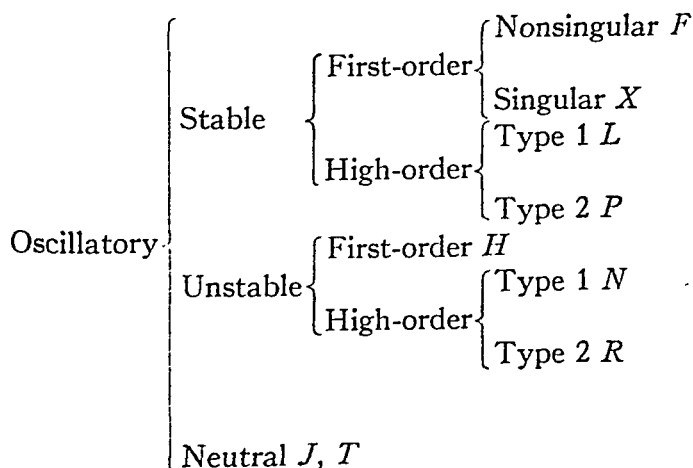 Nonsingular F
First-order
Singular X
Stable
Type 1 L
High-order
Type 2 P
Oscillatory
First-order H
Unstable
Type 1 N
High-order
Type 2 R
Neutral J, T